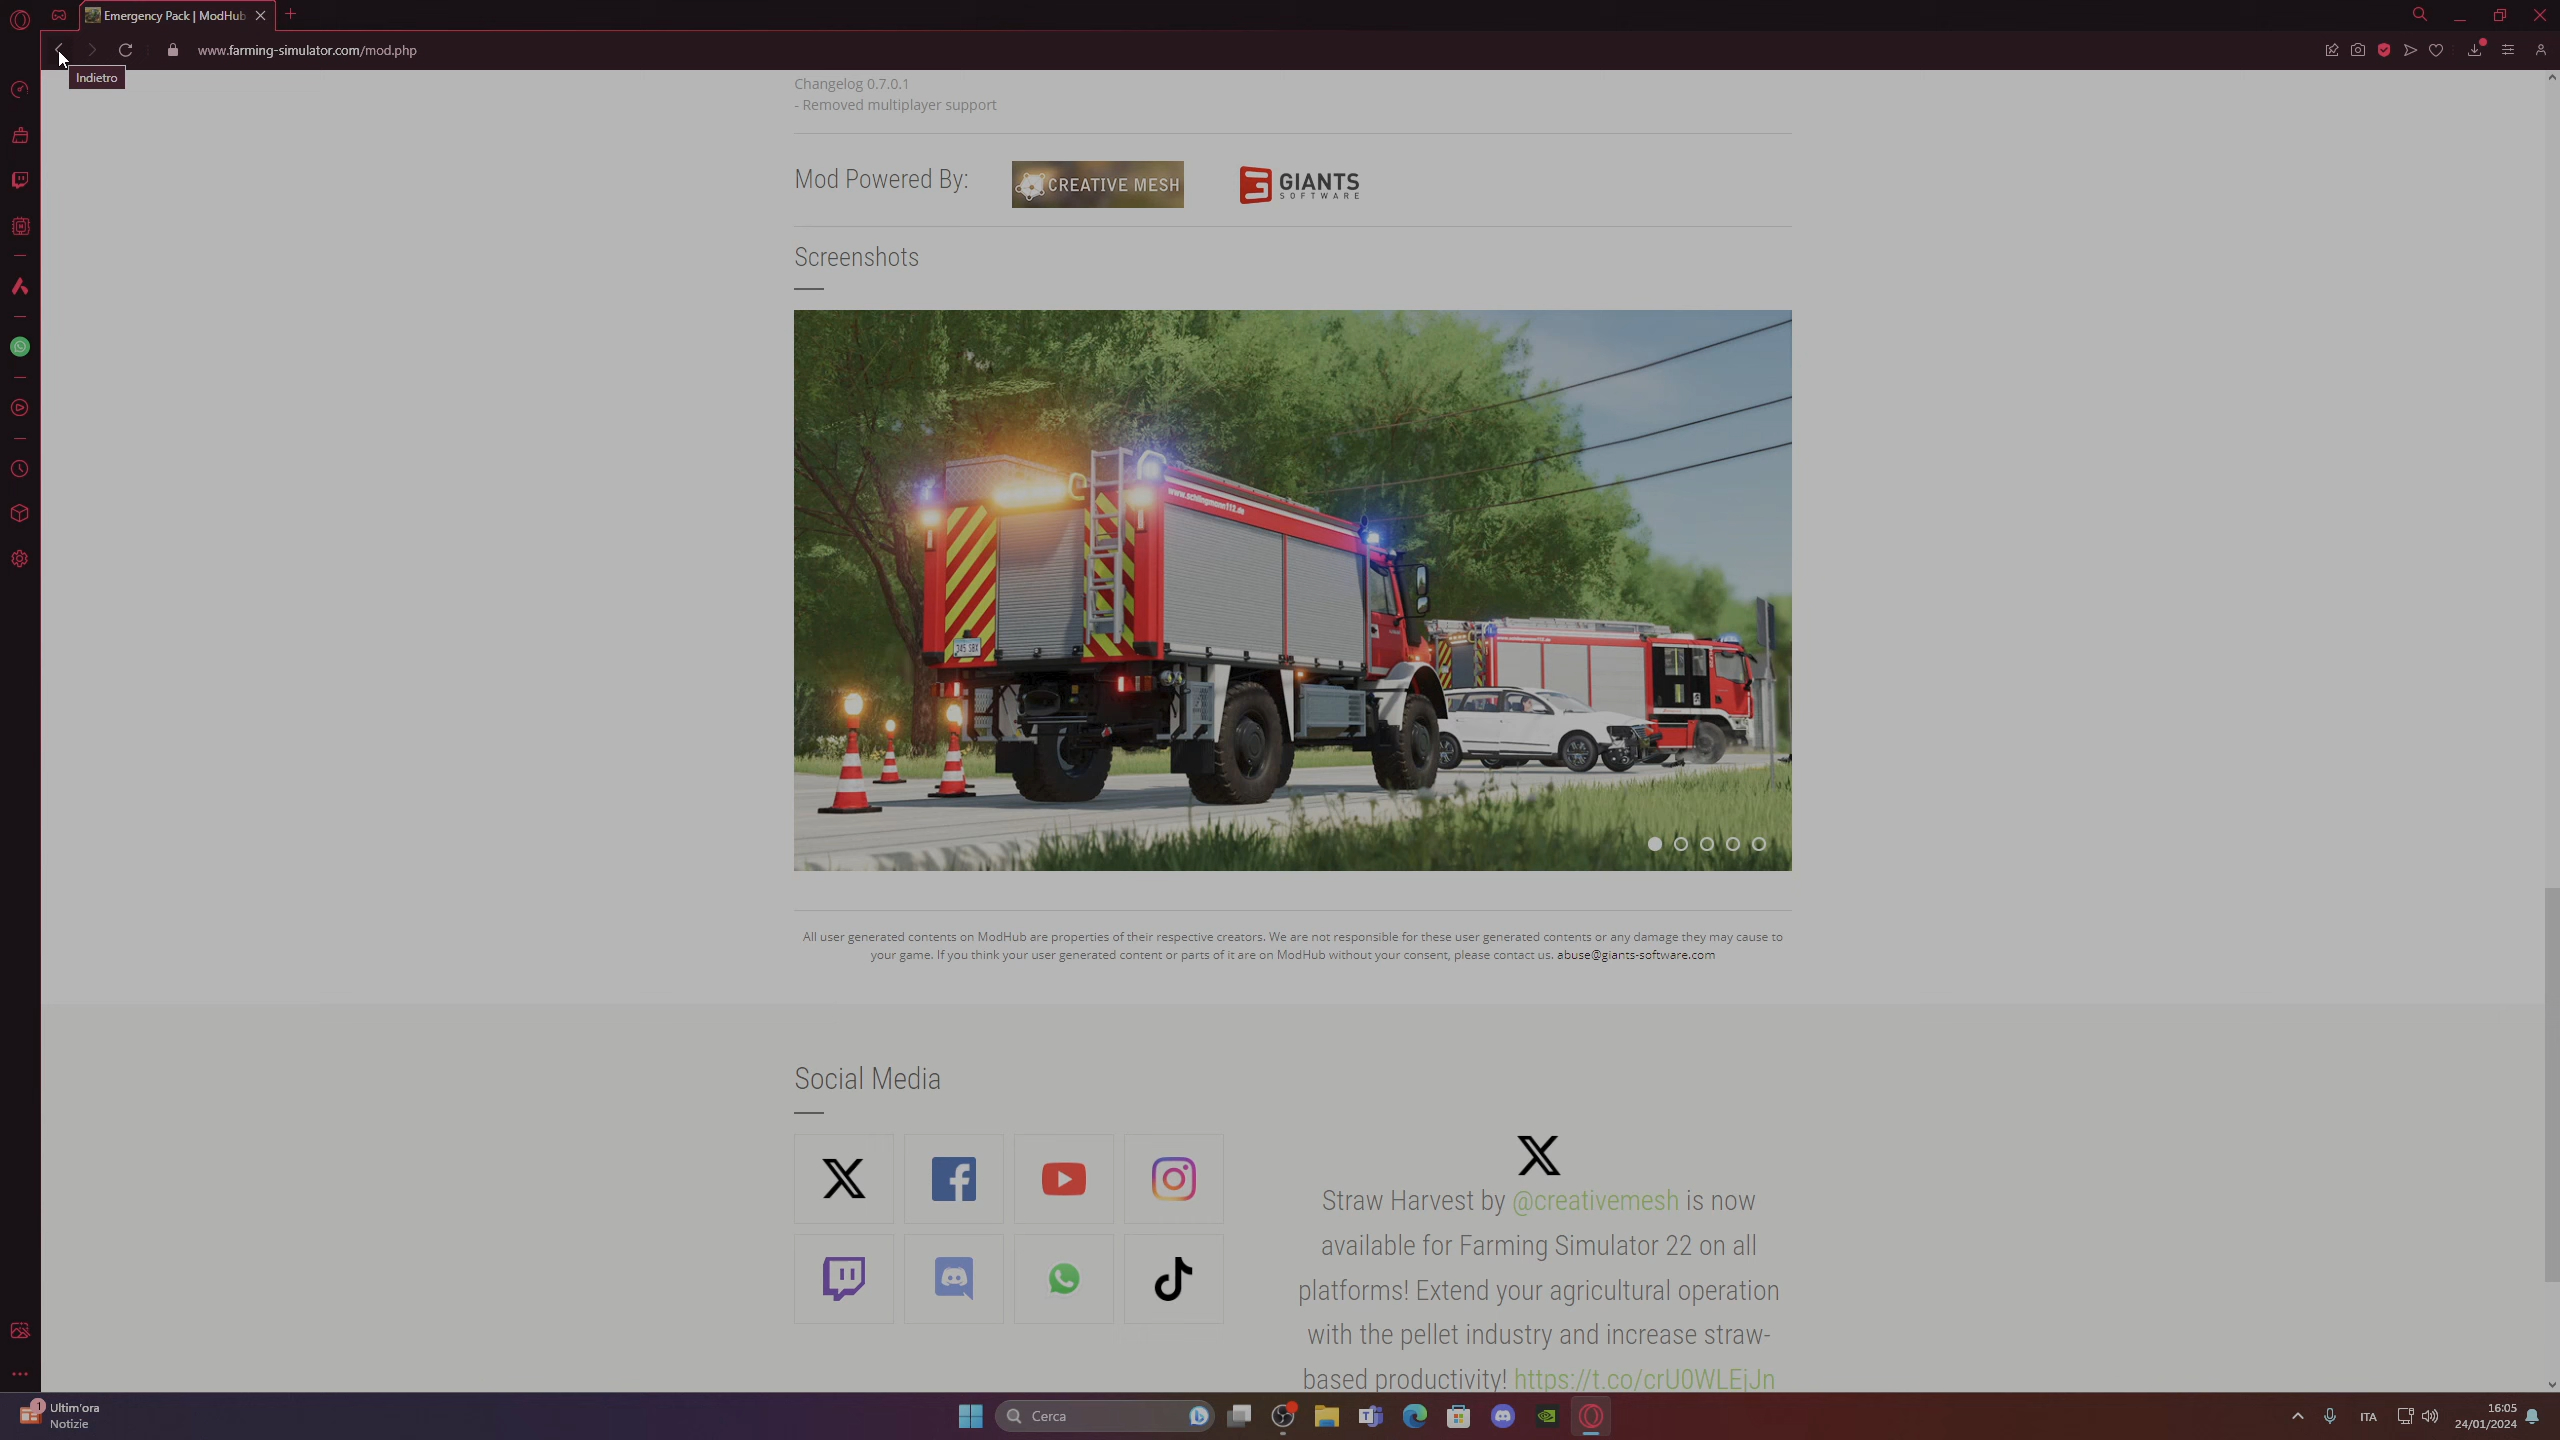 Emergency Pack | ModHub
www.farming-simulator.com/mod.php
Indietro
Changelog 0.7.0.1
- Removed multiplayer support
Mod Powered By:
CREATIVE MESH
GIANTS
SOFTWARE
Screenshots
www.schlingmann112.de
All user generated contents on ModHub are properties of their respective creators. We are not responsible for these user generated contents or any damage they may cause to
your game. If you think your user generated content or parts of it are on ModHub without your consent, please contact us. abuse@giants-software.com
Social Media
Straw Harvest by @creativemesh is now
available for Farming Simulator 22 on all
platforms! Extend your agricultural operation
with the pellet industry and increase straw-
based productivity! https://t.co/crU0WLEjJn
1
Ultim'ora
Notizie
Cerca
ITA
16:05
24/01/2024